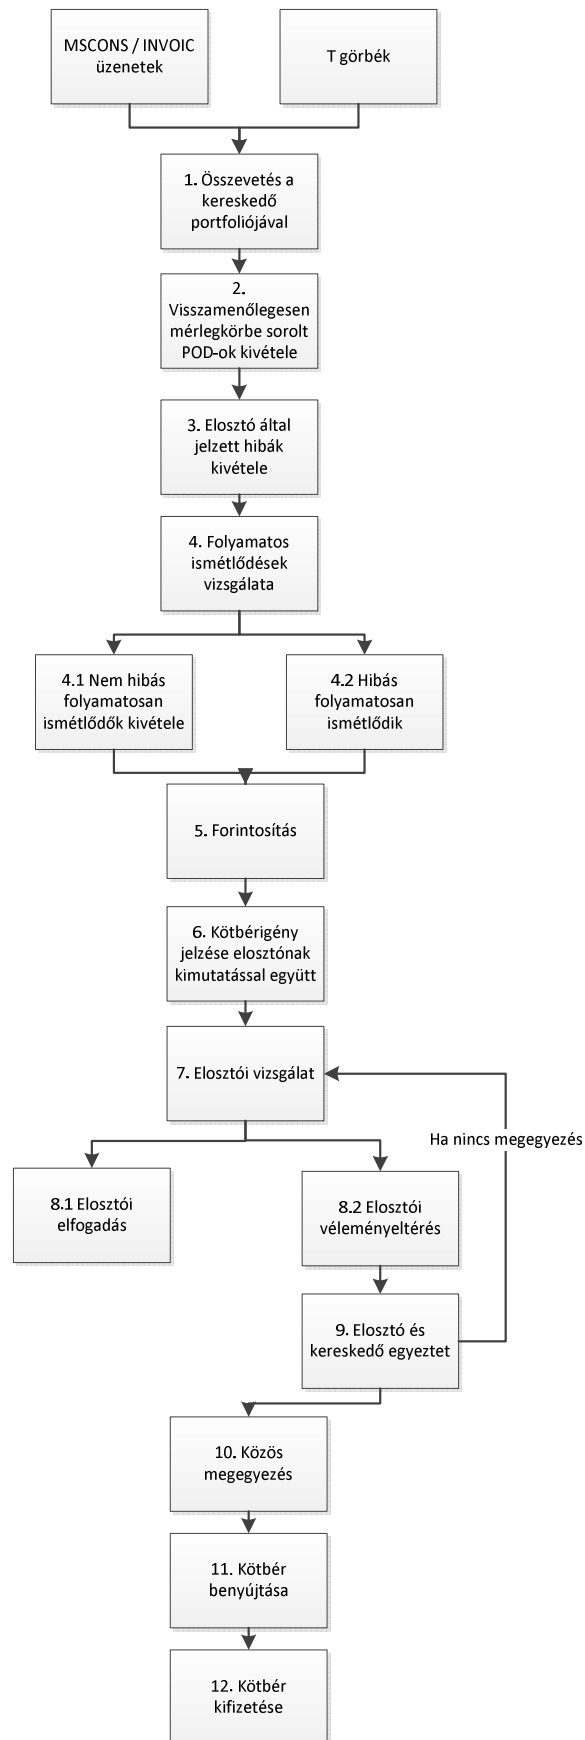 MSCONS / INVOIC
üzenetek
T görbék
1. Összevetés a
kereskedő
portfoliójával
2.
Visszamenőlegesen
mérlegkörbe sorolt
POD-ok kivétele
3. Elosztó által
jelzett hibák
kivétele
4. Folyamatos
ismétlődések
vizsgálata
4.1 Nem hibás
folyamatosan
ismétlődők kivétele
4.2 Hibás
folyamatosan
ismétlődik
5. Forintosítás
6. Kötbérigény
jelzése elosztónak
kimutatással együtt
7. Elosztói vizsgálat
Ha nincs megegyezés
8.1 Elosztói
elfogadás
8.2 Elosztói
véleményeltérés
9. Elosztó és
kereskedő egyeztet
10. Közös
megegyezés
11. Kötbér
benyújtása
12. Kötbér
kifizetése